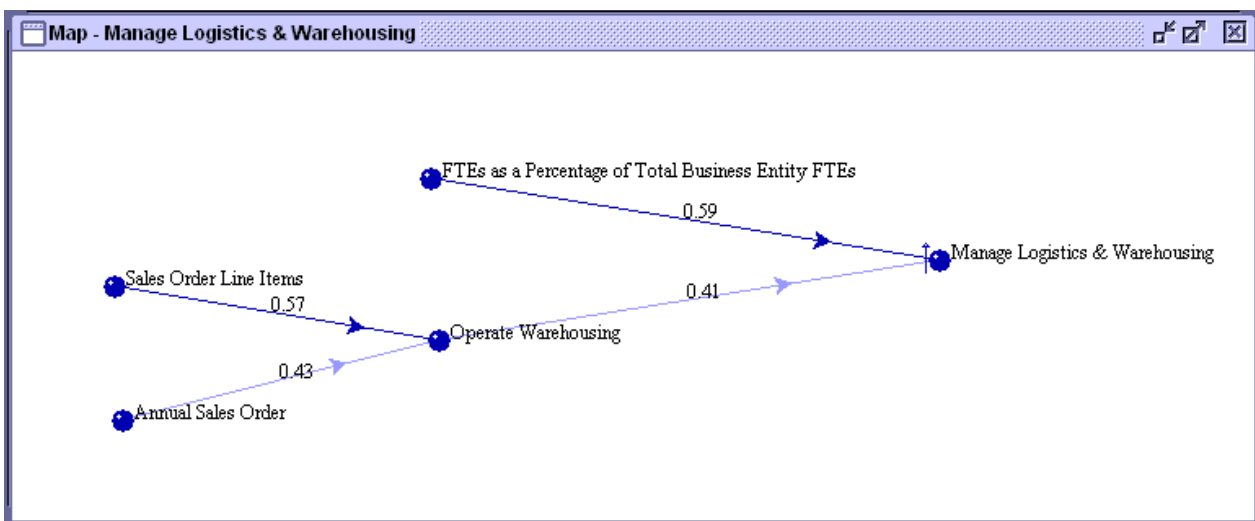 Map - Manage Logistics & Warehousing
FTEs as a Percentage of Total Business Entity FTEs
0.59
Manage Logistics & Warehousing
Sales Order Line Items
0.57
0.41
Operate Warehousing
0.43
Annual Sales Order